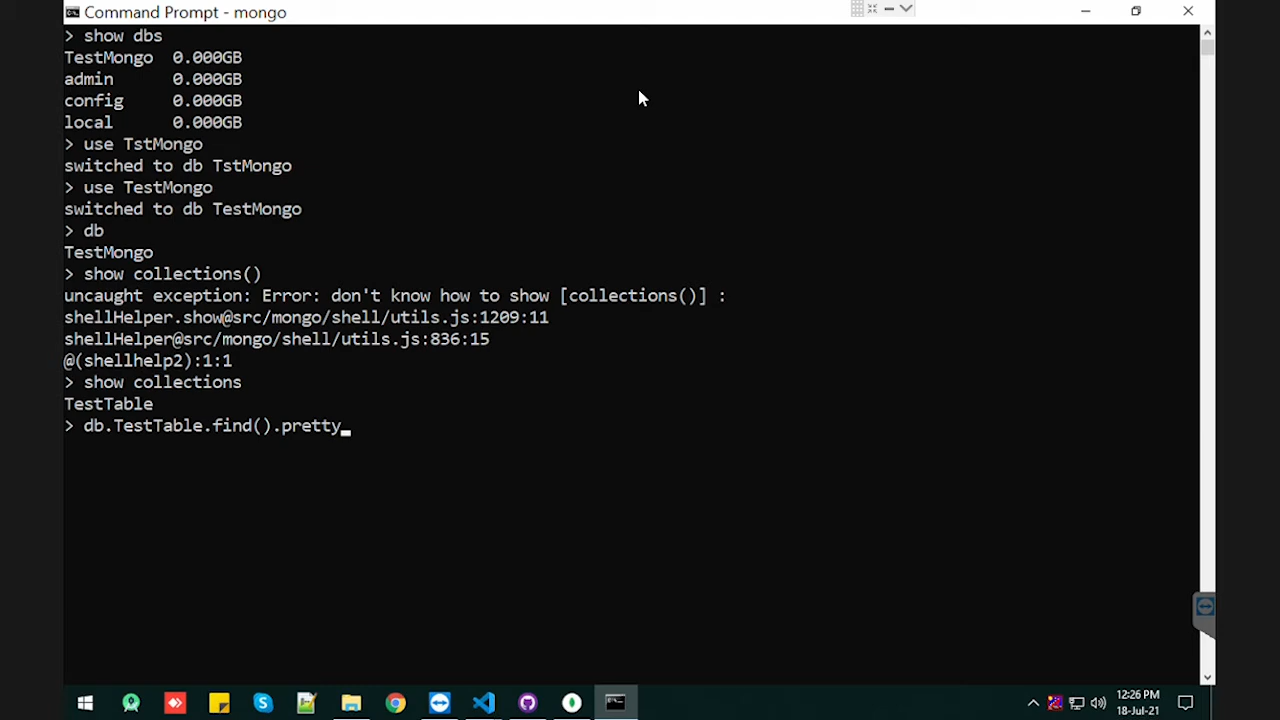 Command Prompt - mongo
> show dbs
TestMongo  0.000GB
admin      0.000GB
config     0.000GB
local      0.000GB
> use TstMongo
switched to db TstMongo
> use TestMongo
switched to db TestMongo
> db
TestMongo
> show collections()
uncaught exception: Error: don't know how to show [collections()] :
shellHelper.show@src/mongo/shell/utils.js:1209:11
shellHelper@src/mongo/shell/utils.js:836:15
@(shellhelp2):1:1
> show collections
TestTable
> db.TestTable.find().pretty_
12:26 PM
18-Jul-21